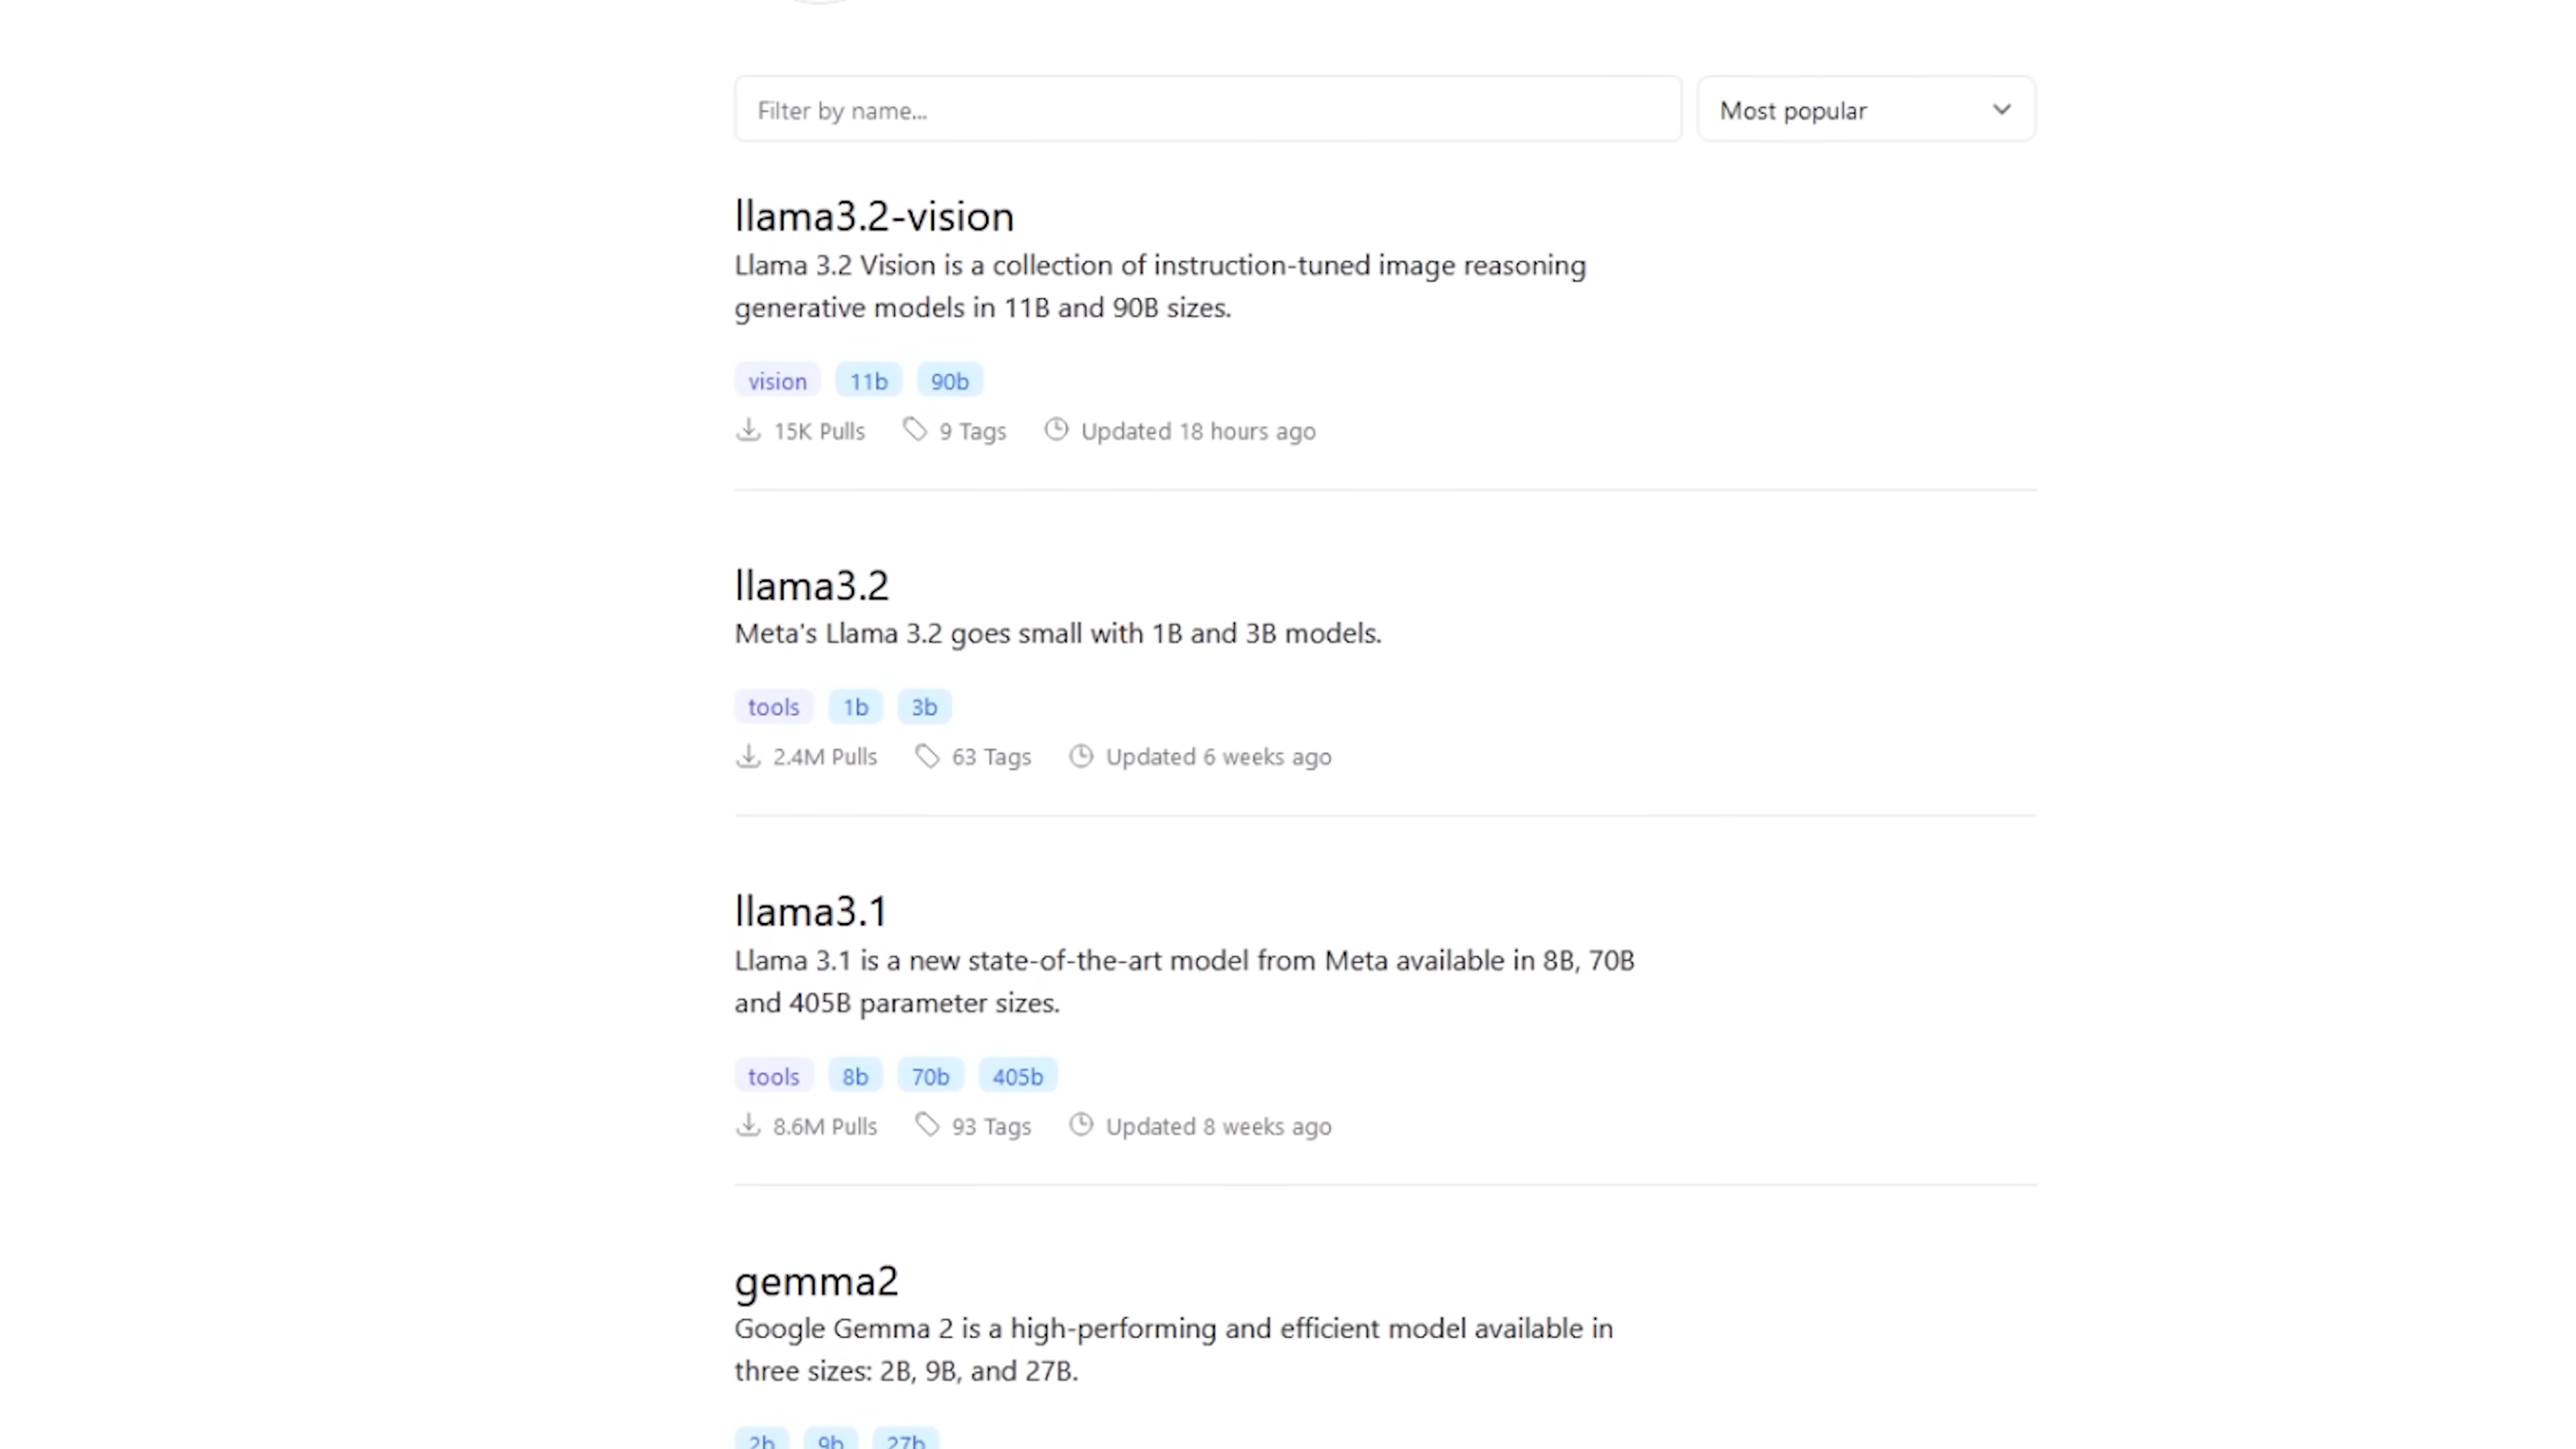 Filter by name...
Most popular
llama3.2-vision
Llama 3.2 Vision is a collection of instruction-tuned image reasoning
generative models in 11B and 90B sizes.
vision 11b 90b
15K Pulls 9 Tags Updated 18 hours ago
llama3.2
Meta's Llama 3.2 goes small with 1B and 3B models.
tools 1b 3b
2.4M Pulls 63 Tags Updated 6 weeks ago
llama3.1
Llama 3.1 is a new state-of-the-art model from Meta available in 8B, 70B
and 405B parameter sizes.
tools 8b 70b 405b
8.6M Pulls 93 Tags Updated 8 weeks ago
gemma2
Google Gemma 2 is a high-performing and efficient model available in
three sizes: 2B, 9B, and 27B.
2b 9b 27b